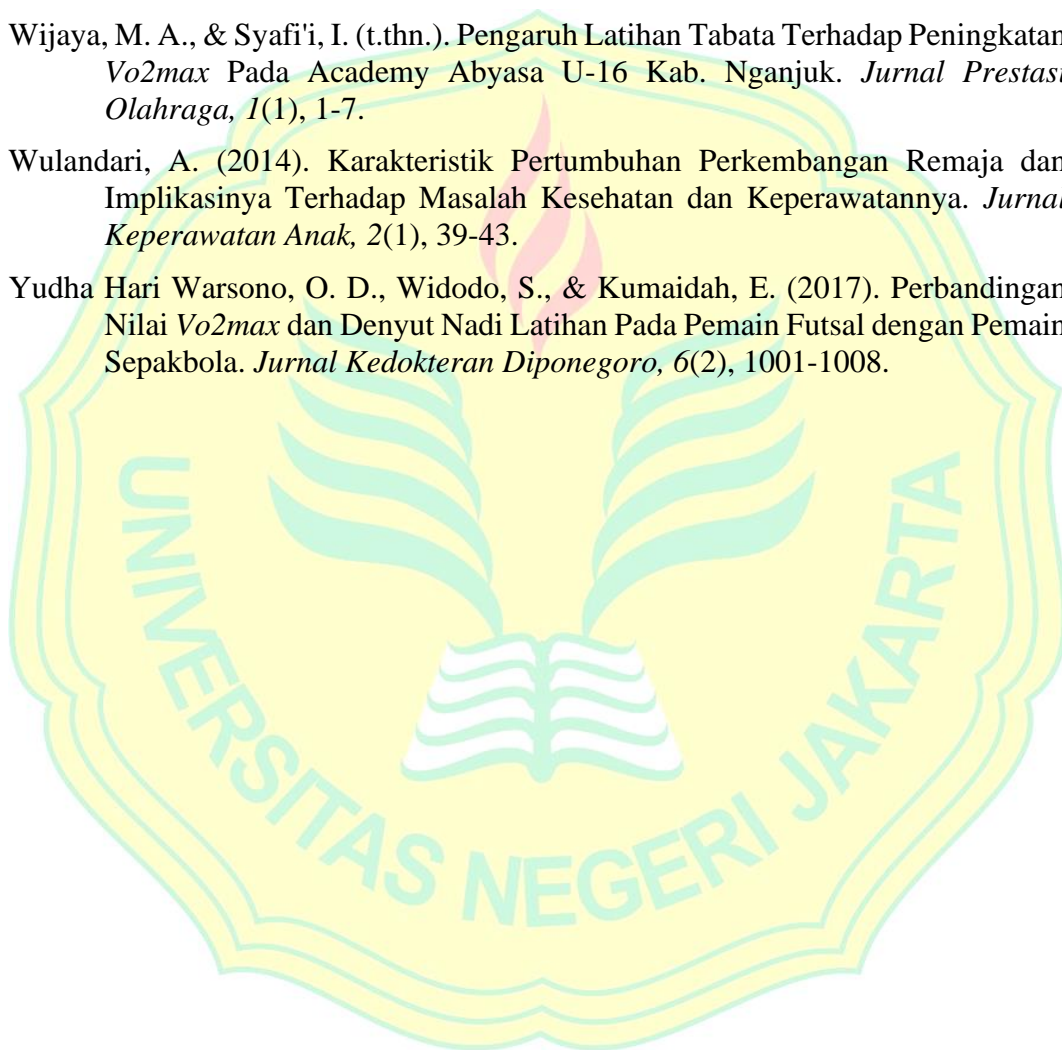 Wijaya, M. A., & Syafi'i, I. (t.thn.). Pengaruh Latihan Tabata Terhadap Peningkatan
Vo2max Pada Academy Abyasa U-16 Kab. Nganjuk. Jurnal Prestasi
Olahraga, 1(1), 1-7.
Wulandari, A. (2014). Karakteristik Pertumbuhan Perkembangan Remaja dan
Implikasinya Terhadap Masalah Kesehatan dan Keperawatannya. Jurnal
Keperawatan Anak, 2(1), 39-43.
Yudha Hari Warsono, O. D., Widodo, S., & Kumaidah, E. (2017). Perbandingan
Nilai Vo2max dan Denyut Nadi Latihan Pada Pemain Futsal dengan Pemain
Sepakbola. Jurnal Kedokteran Diponegoro, 6(2), 1001-1008.
UNIVERSITAS NEGERI JAKARTA